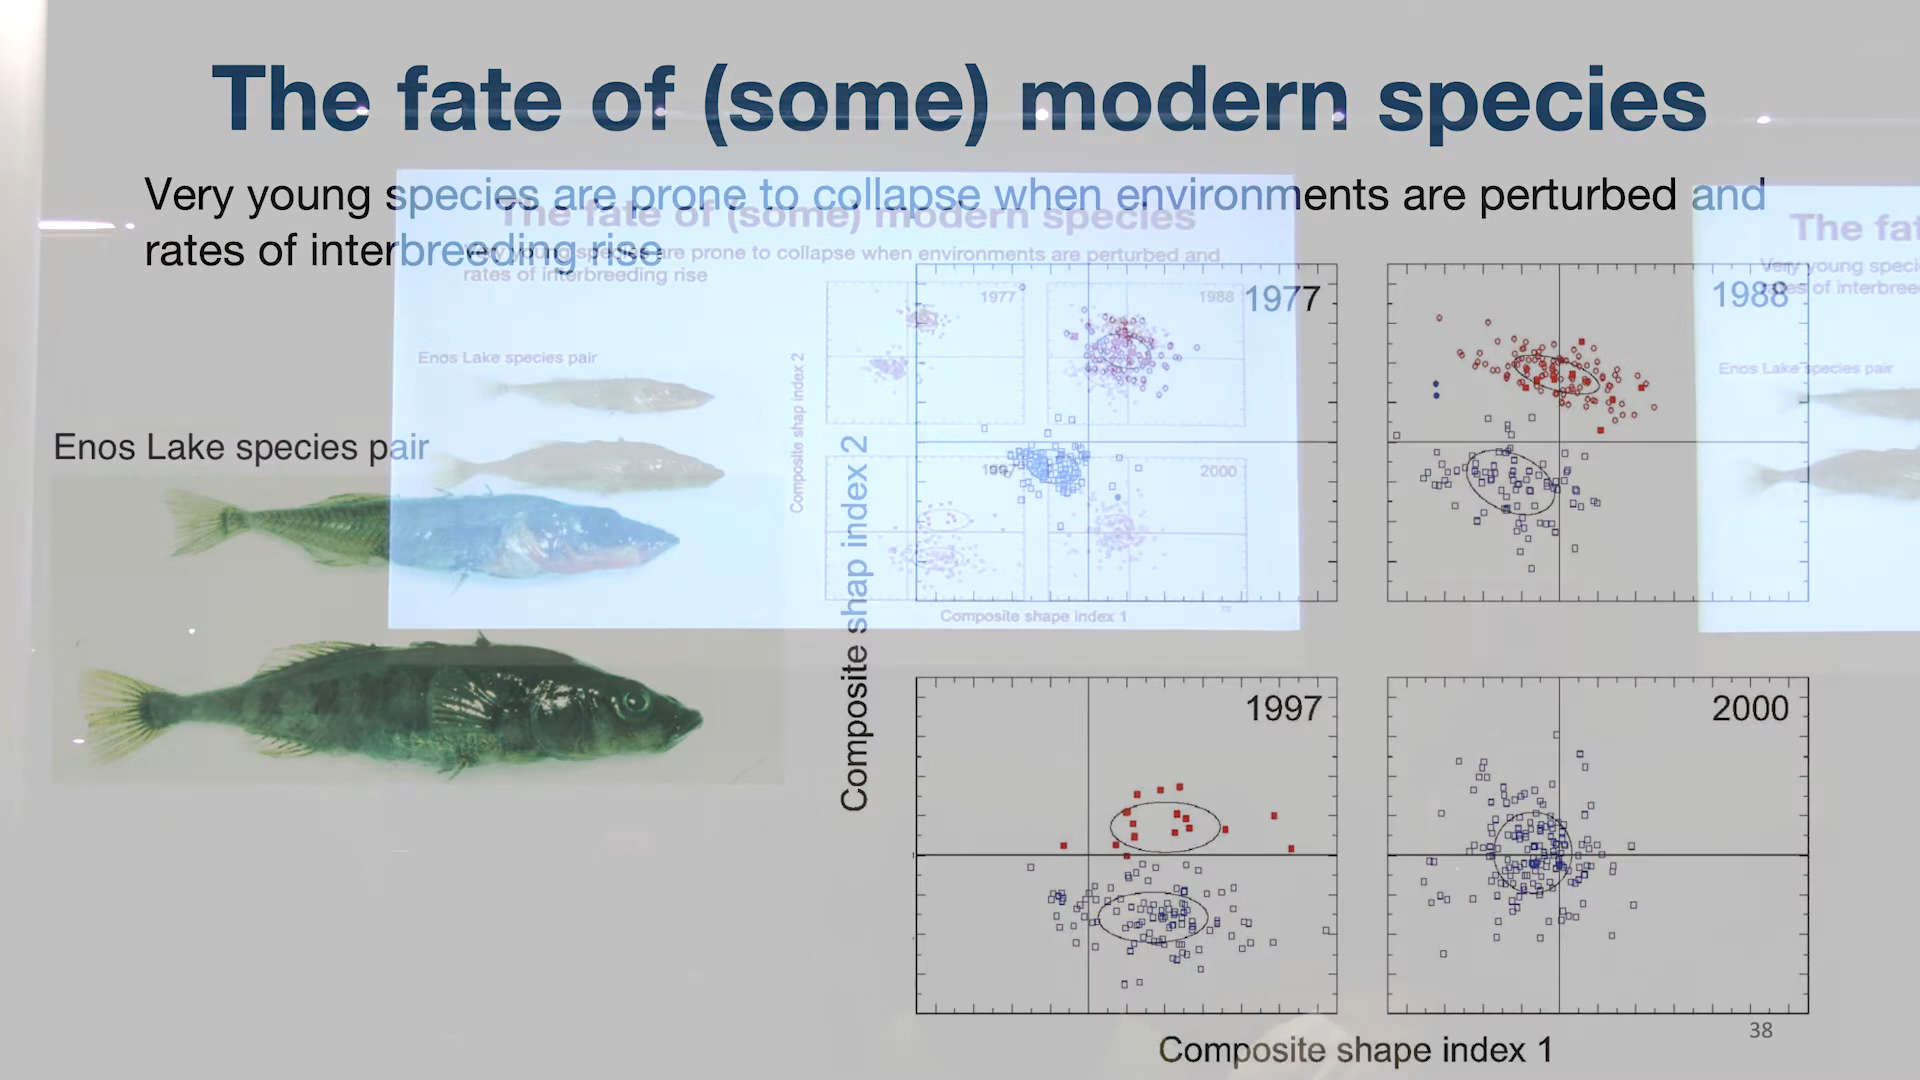 The fate of (some) modern species
Very young species are prone to collapse when environments are perturbed and
rates of interbreeding rise
The fate of (some) modern species
Very young species are prone to collapse when environments are perturbed and
rates of interbreeding rise
1977
1988
Enos Lake species pair
Composite shap index 2
2000
Composite shape index 1
The fat
Very young speci
rates of interbree
Enos Lake species pair
1977
1988
Enos Lake species pair
Composite shap index 2
1997
2000
Composite shape index 1
38